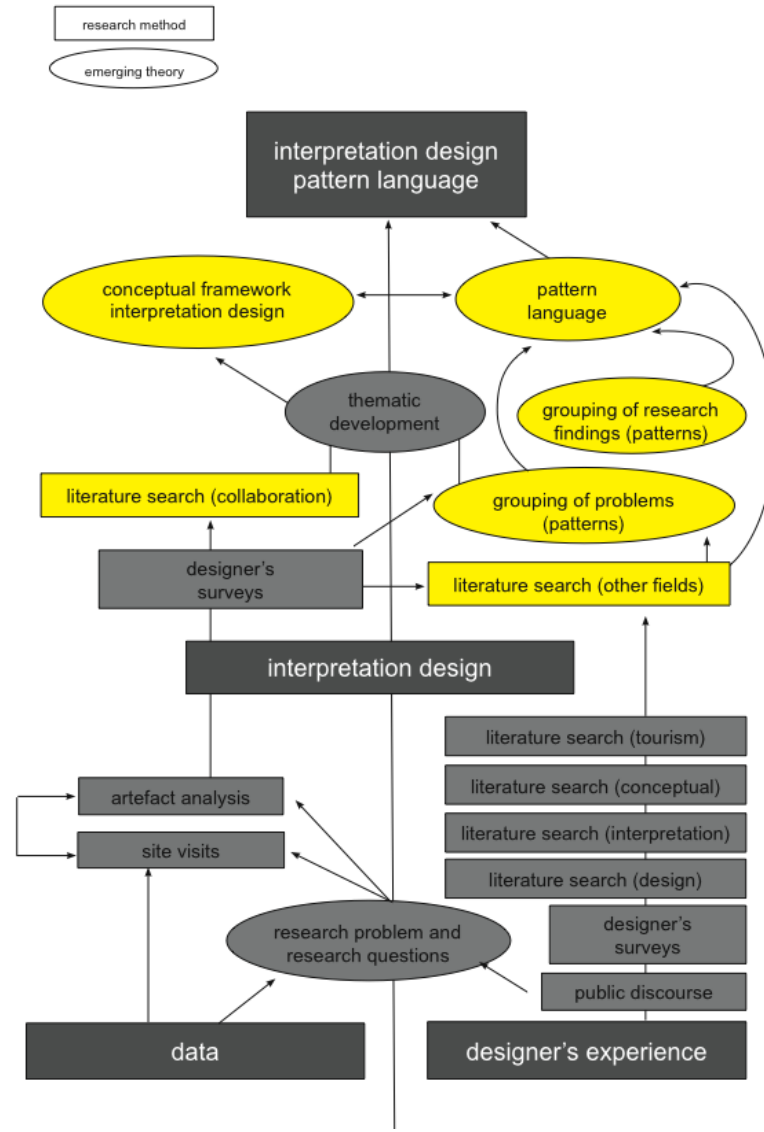 research method
emerging theory
interpretation design
pattern language
conceptual framework
interpretation design
pattern
language
thematic
development
grouping of research
findings (patterns)
literature search (collaboration)
grouping of problems
(patterns)
designer's
surveys
literature search (other fields)
interpretation design
literature search (tourism)
artefact analysis
literature search (conceptual)
site visits
literature search (interpretation)
literature search (design)
research problem and
research questions
designer's
surveys
public discourse
data
designer's experience